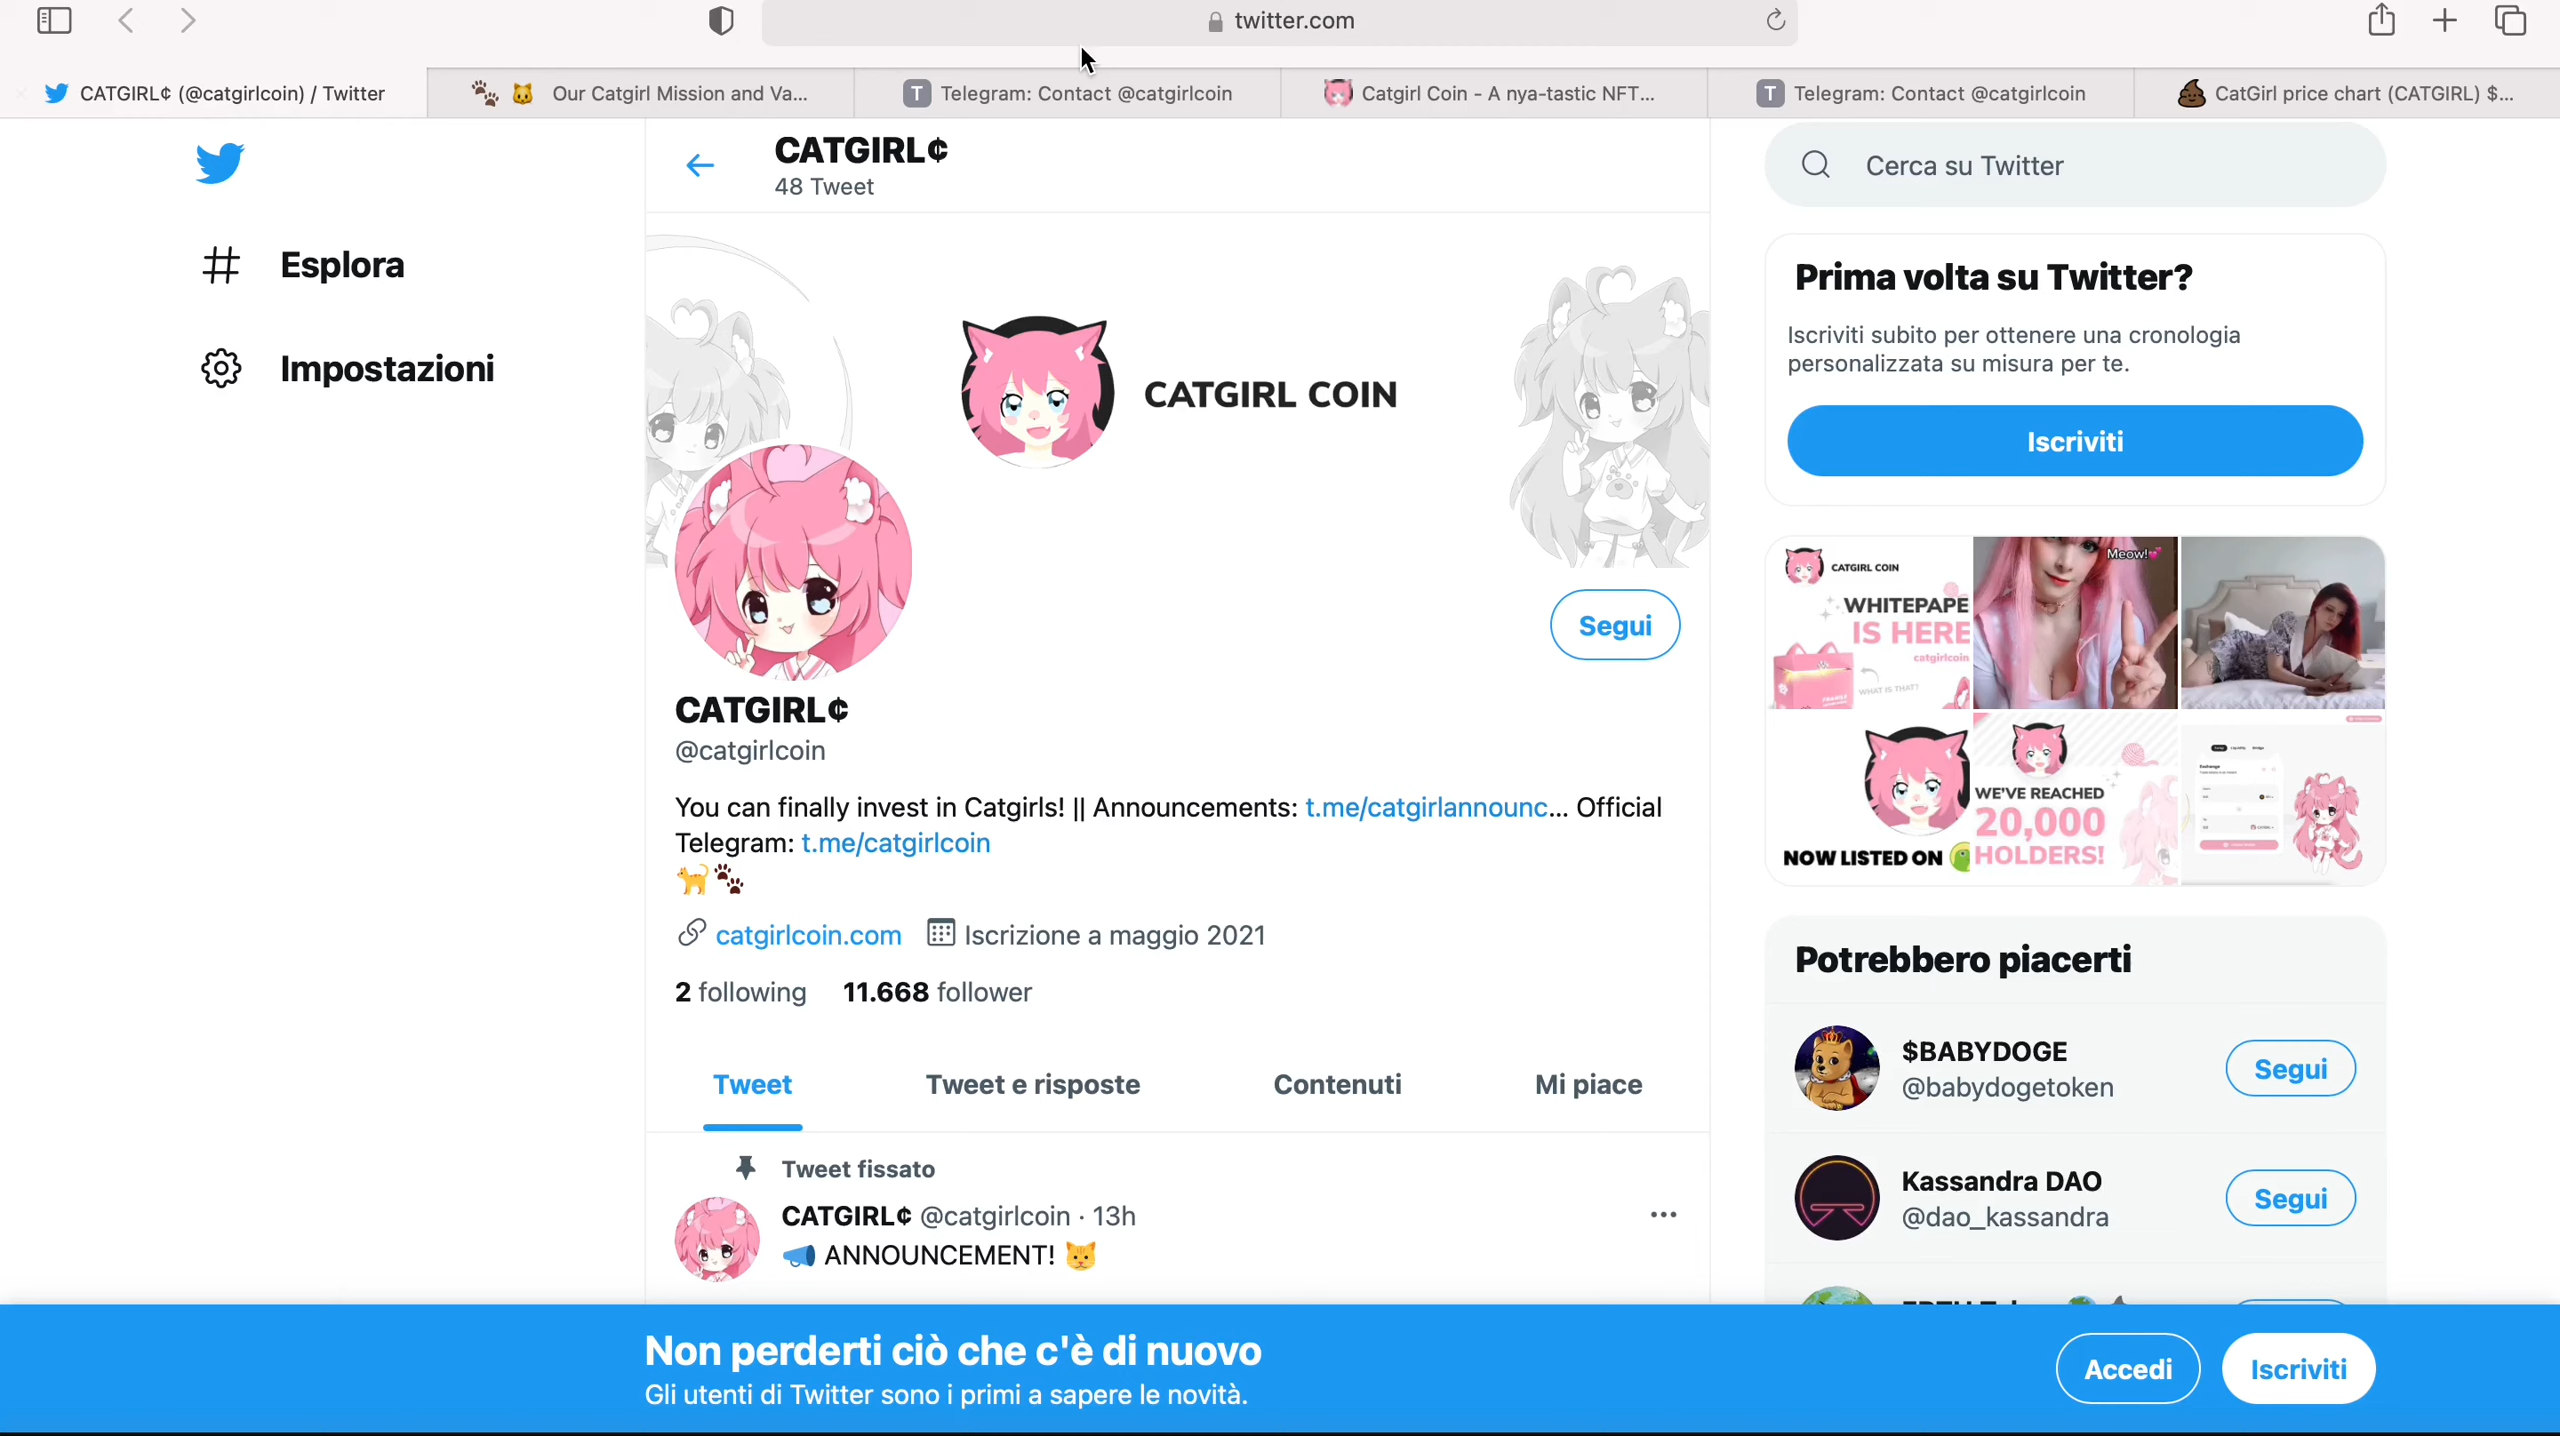 twitter.com
CATGIRL¢ (@catgirlcoin) / Twitter
🐾 🐱 Our Catgirl Mission and Va...
T Telegram: Contact @catgirlcoin
Catgirl Coin - A nya-tastic NFT...
T Telegram: Contact @catgirlcoin
CatGirl price chart (CATGIRL) $...
Esplora
Impostazioni
CATGIRL¢
48 Tweet
CATGIRL COIN
Segui
CATGIRL¢
@catgirlcoin
You can finally invest in Catgirls! || Announcements: t.me/catgirlannounc... Official
Telegram: t.me/catgirlcoin
🐈🐾
catgirlcoin.com Iscrizione a maggio 2021
2 following 11.668 follower
Tweet Tweet e risposte Contenuti Mi piace
Tweet fissato
CATGIRL¢ @catgirlcoin · 13h
📣 ANNOUNCEMENT! 🐱
Cerca su Twitter
Prima volta su Twitter?
Iscriviti subito per ottenere una cronologia
personalizzata su misura per te.
Iscriviti
CATGIRL COIN
WHITEPAPE
IS HERE
catgirlcoin
WHAT IS THAT?
Meow!💕
NOW LISTED ON
WE'VE REACHED
20,000
HOLDERS!
Exchange
Potrebbero piacerti
$BABYDOGE
@babydogetoken
Segui
Kassandra DAO
@dao_kassandra
Segui
Non perderti ciò che c'è di nuovo
Gli utenti di Twitter sono i primi a sapere le novità.
Accedi
Iscriviti